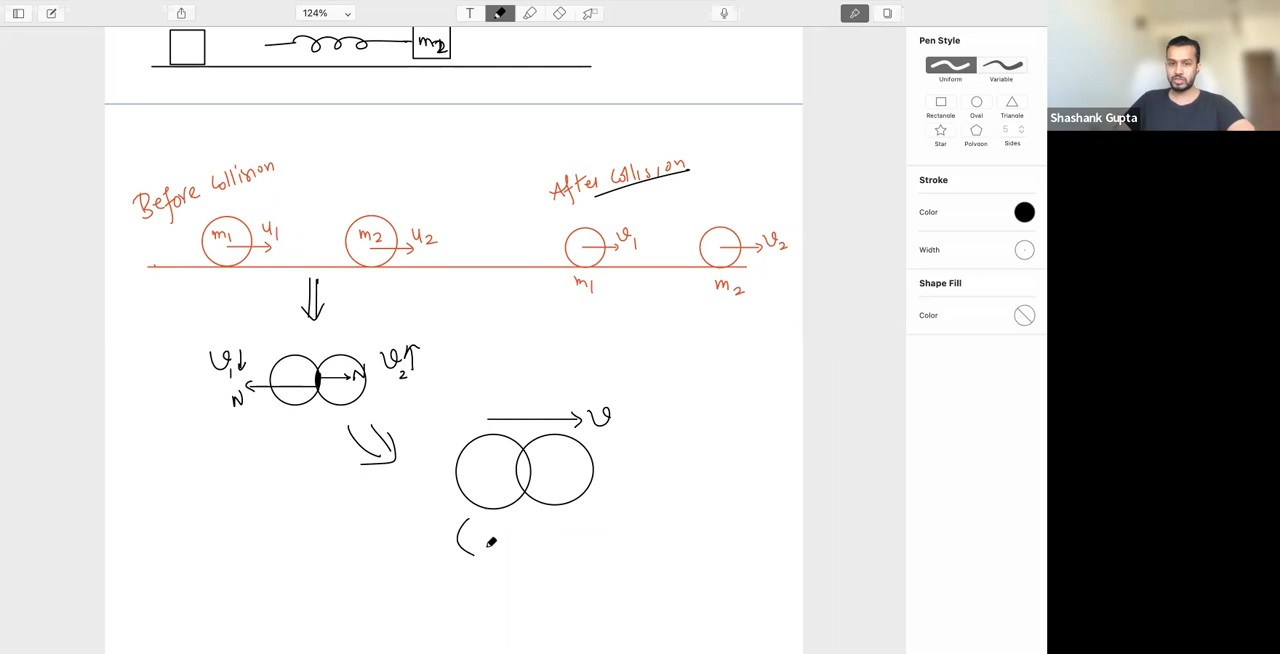 124%
T
Pen Style
Uniform
Variable
Rectangle
Oval
Triangle
Star
Polygon
5
Sides
Stroke
Color
Width
Shape Fill
Color
Shashank Gupta
m2
Before Collision
After Collision
m1
u1
m2
u2
v1
v2
m1
m2
v1↓
N
N
v2↑
v
(